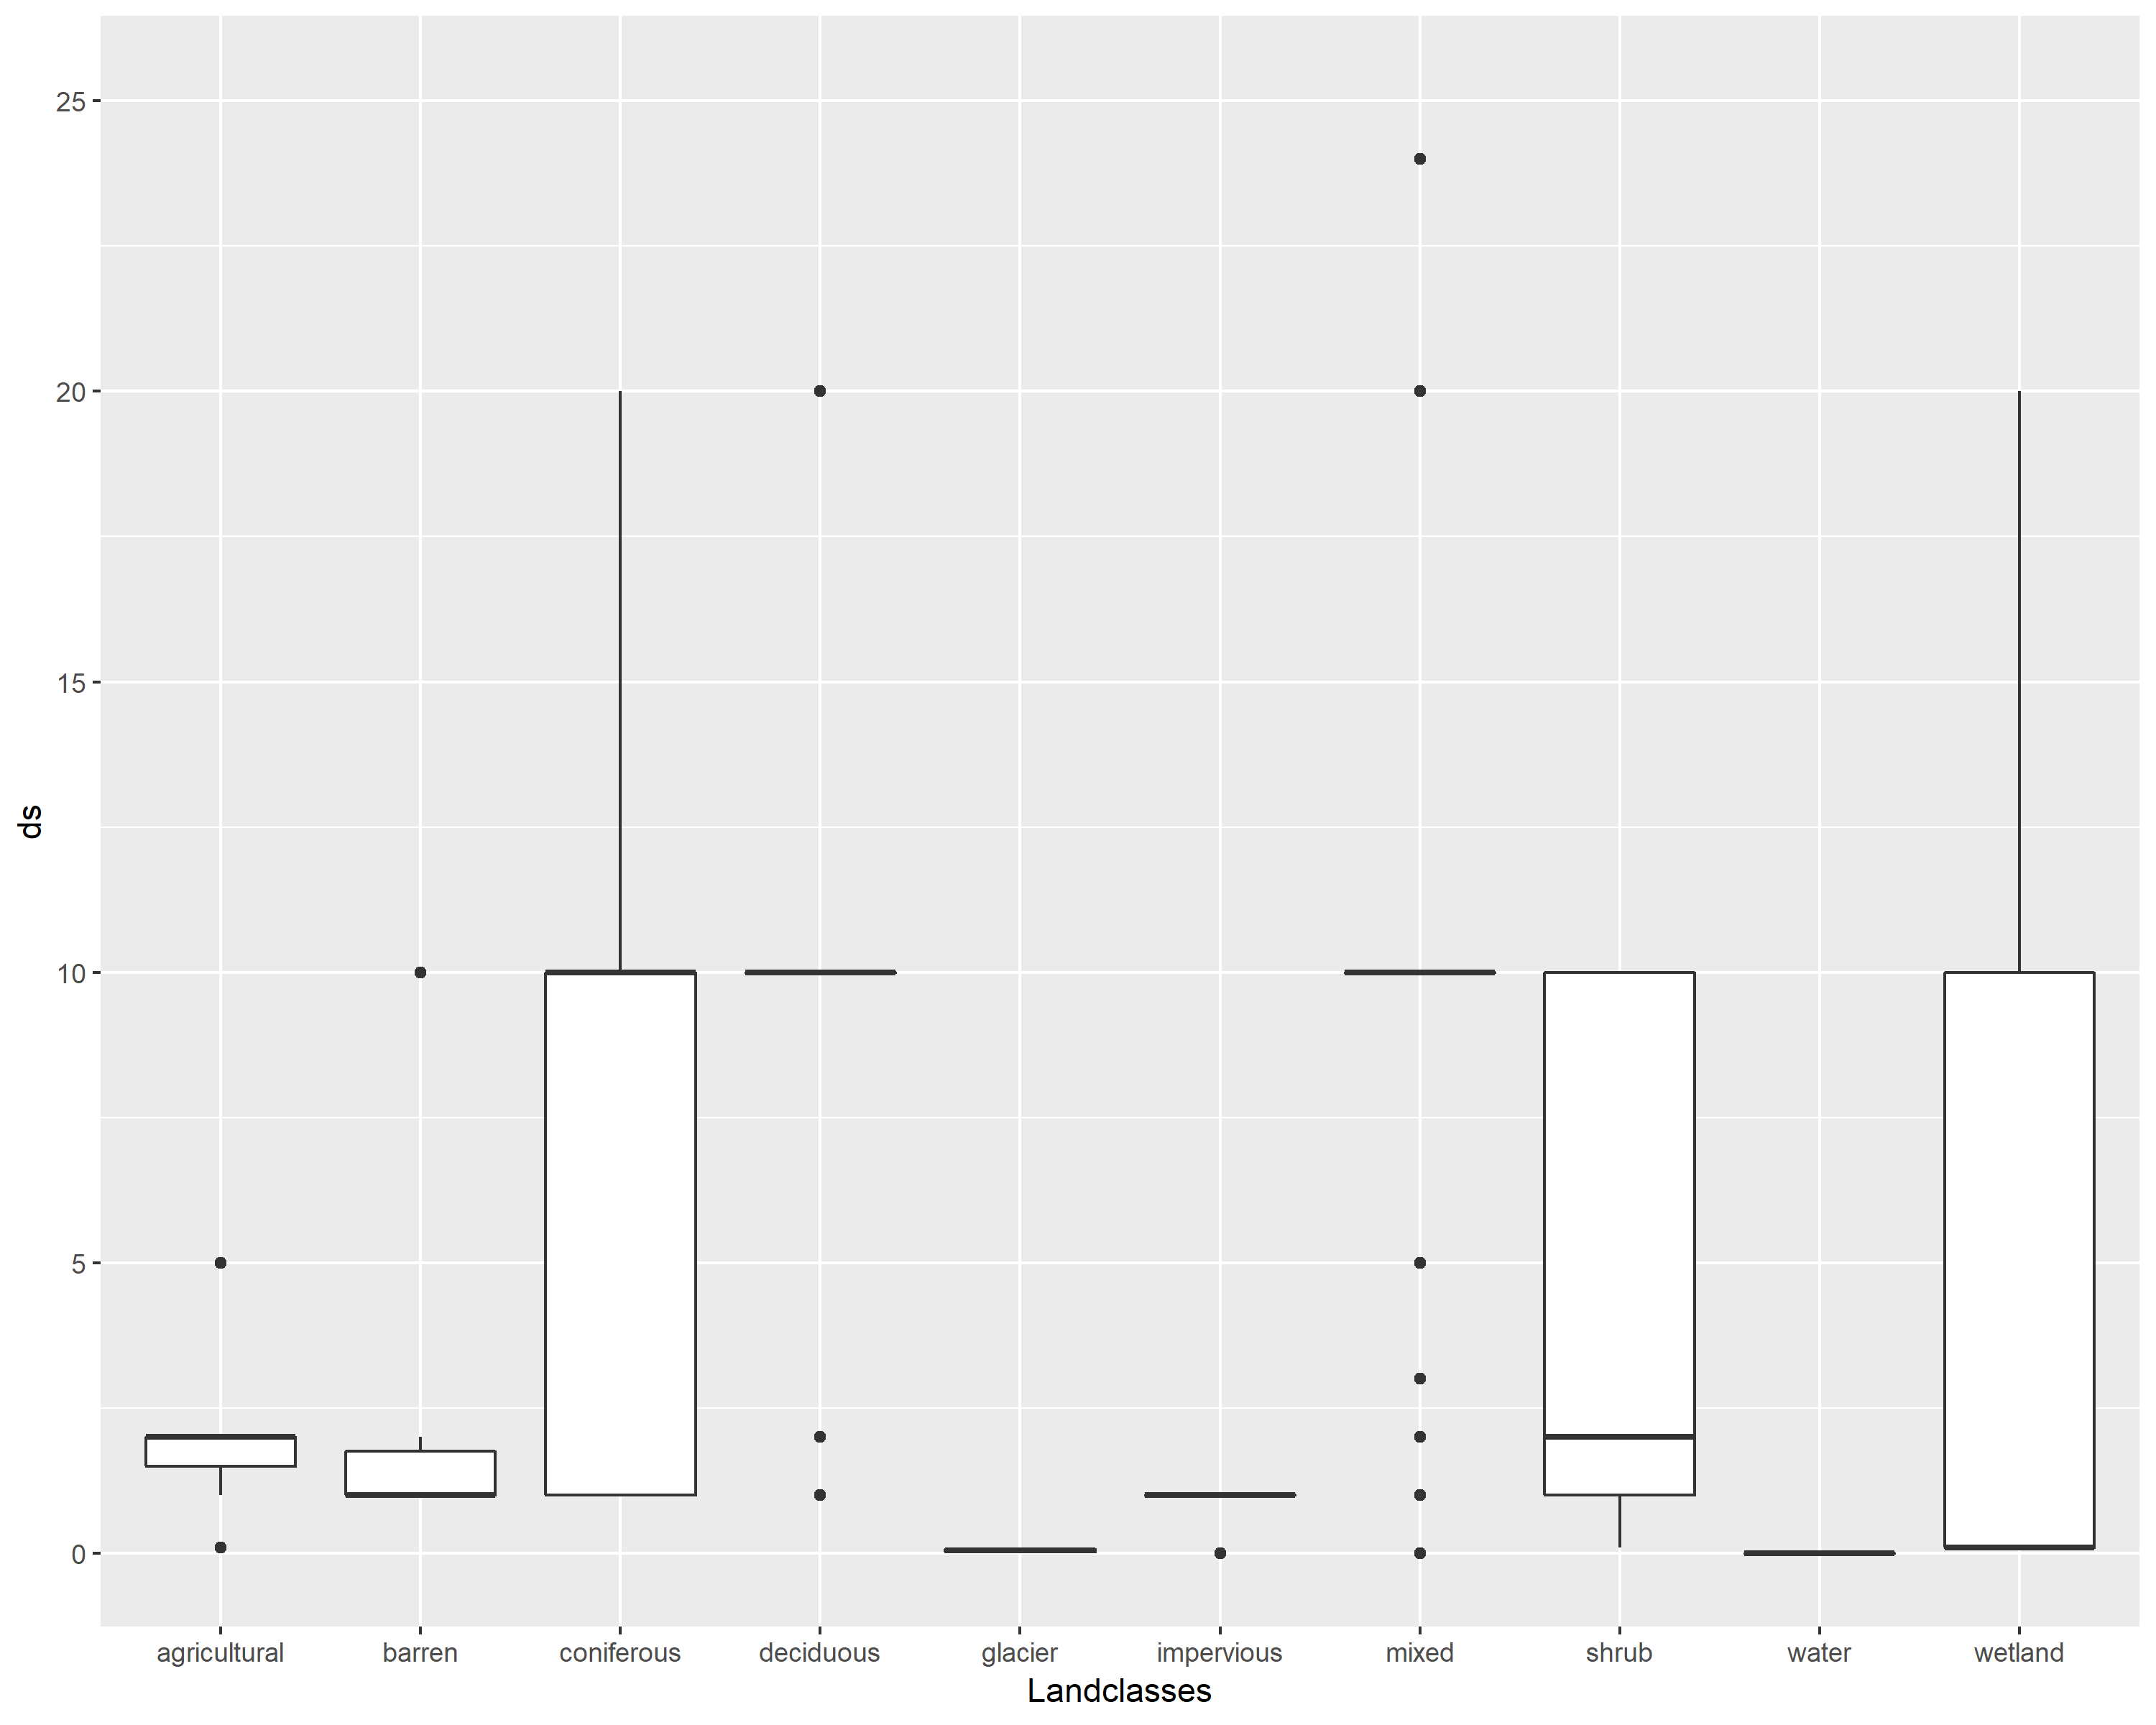 25
20
15
10
5
0
ds
agricultural barren coniferous deciduous glacier impervious mixed shrub water wetland
Landclasses